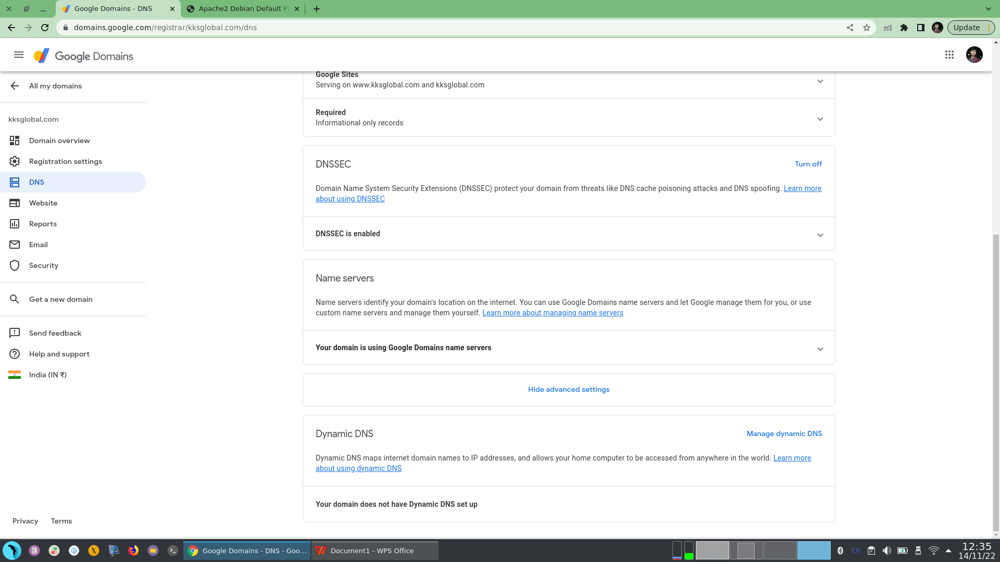 Google Domains - DNS
Apache2 Debian Default Pa
domains.google.com/registrar/kksglobal.com/dns
Update
Google Domains
All my domains
kksglobal.com
Domain overview
Registration settings
DNS
Website
Reports
Email
Security
Get a new domain
Send feedback
Help and support
India (IN ₹)
Privacy Terms
Google Sites
Serving on www.kksglobal.com and kksglobal.com
Required
Informational only records
DNSSEC
Turn off
Domain Name System Security Extensions (DNSSEC) protect your domain from threats like DNS cache poisoning attacks and DNS spoofing. Learn more
about using DNSSEC
DNSSEC is enabled
Name servers
Name servers identify your domain's location on the internet. You can use Google Domains name servers and let Google manage them for you, or use
custom name servers and manage them yourself. Learn more about managing name servers
Your domain is using Google Domains name servers
Hide advanced settings
Dynamic DNS
Manage dynamic DNS
Dynamic DNS maps internet domain names to IP addresses, and allows your home computer to be accessed from anywhere in the world. Learn more
about using dynamic DNS
Your domain does not have Dynamic DNS set up
Google Domains - DNS - Goo...
Document1 - WPS Office
EN
12:35
14/11/22